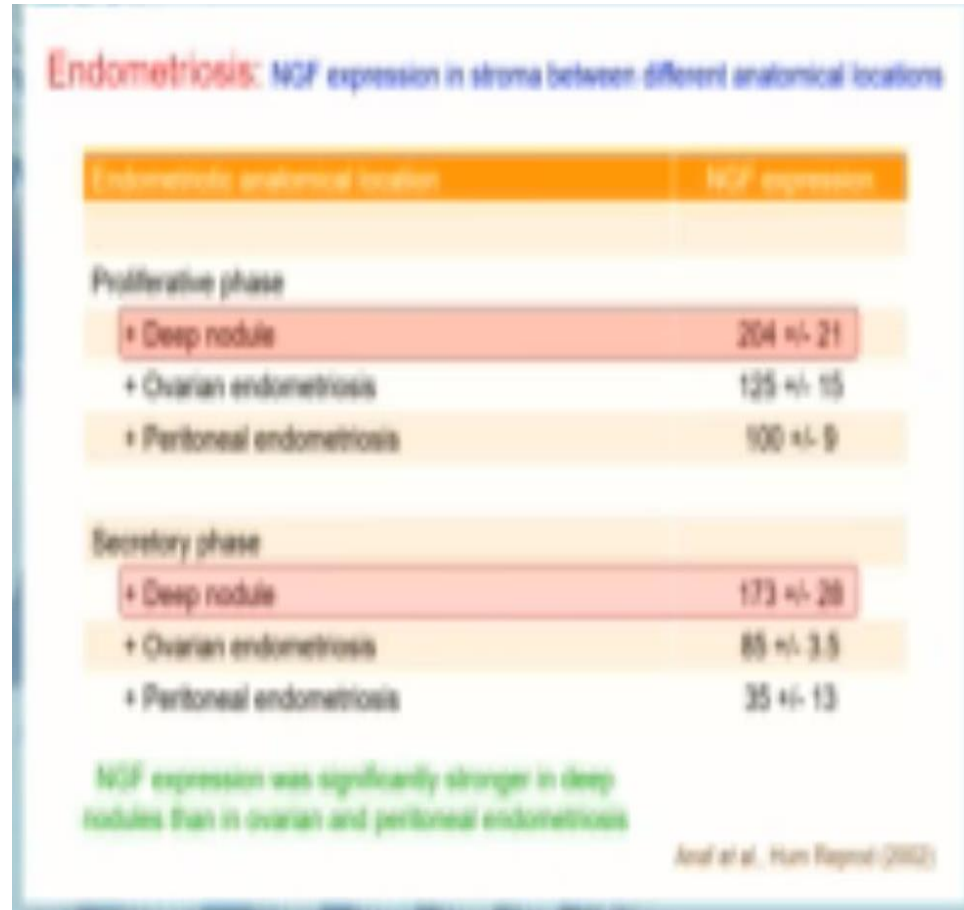 Endometriosis: NGF expression in stroma between different anatomical locations
Endometriotic anatomical location NGF expression
Proliferative phase
+ Deep nodule 204 +/- 21
+ Ovarian endometriosis 125 +/- 15
+ Peritoneal endometriosis 100 +/- 9
Secretory phase
+ Deep nodule 173 +/- 28
+ Ovarian endometriosis 85 +/- 3.5
+ Peritoneal endometriosis 35 +/- 13
NGF expression was significantly stronger in deep
nodules than in ovarian and peritoneal endometriosis
et al., Hum Reprod (2002)